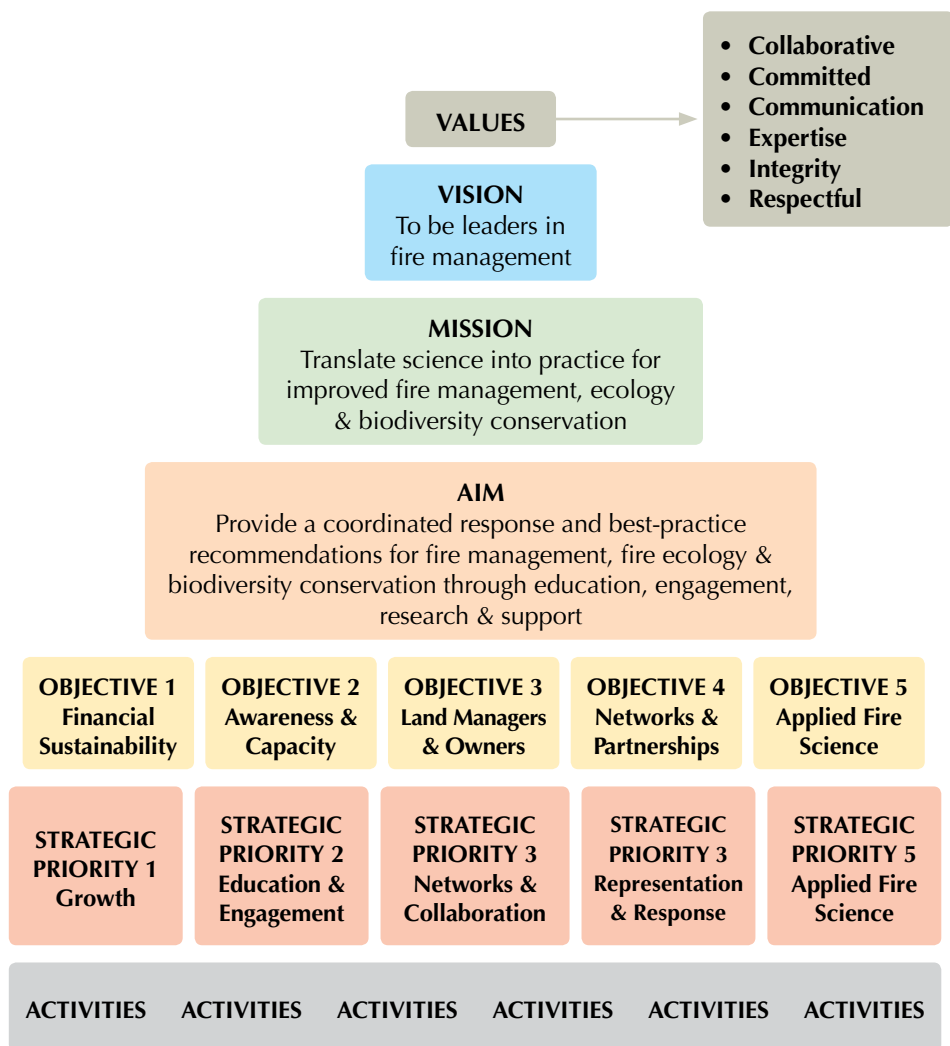 VALUES
• Collaborative
• Committed
• Communication
• Expertise
• Integrity
• Respectful
VISION
To be leaders in
fire management
MISSION
Translate science into practice for
improved fire management, ecology
& biodiversity conservation
AIM
Provide a coordinated response and best-practice
recommendations for fire management, fire ecology &
biodiversity conservation through education, engagement,
research & support
OBJECTIVE 1
Financial
Sustainability
OBJECTIVE 2
Awareness &
Capacity
OBJECTIVE 3
Land Managers
& Owners
OBJECTIVE 4
Networks &
Partnerships
OBJECTIVE 5
Applied Fire
Science
STRATEGIC
PRIORITY 1
Growth
STRATEGIC
PRIORITY 2
Education &
Engagement
STRATEGIC
PRIORITY 3
Networks &
Collaboration
STRATEGIC
PRIORITY 3
Representation
& Response
STRATEGIC
PRIORITY 5
Applied Fire
Science
ACTIVITIES ACTIVITIES ACTIVITIES ACTIVITIES ACTIVITIES ACTIVITIES